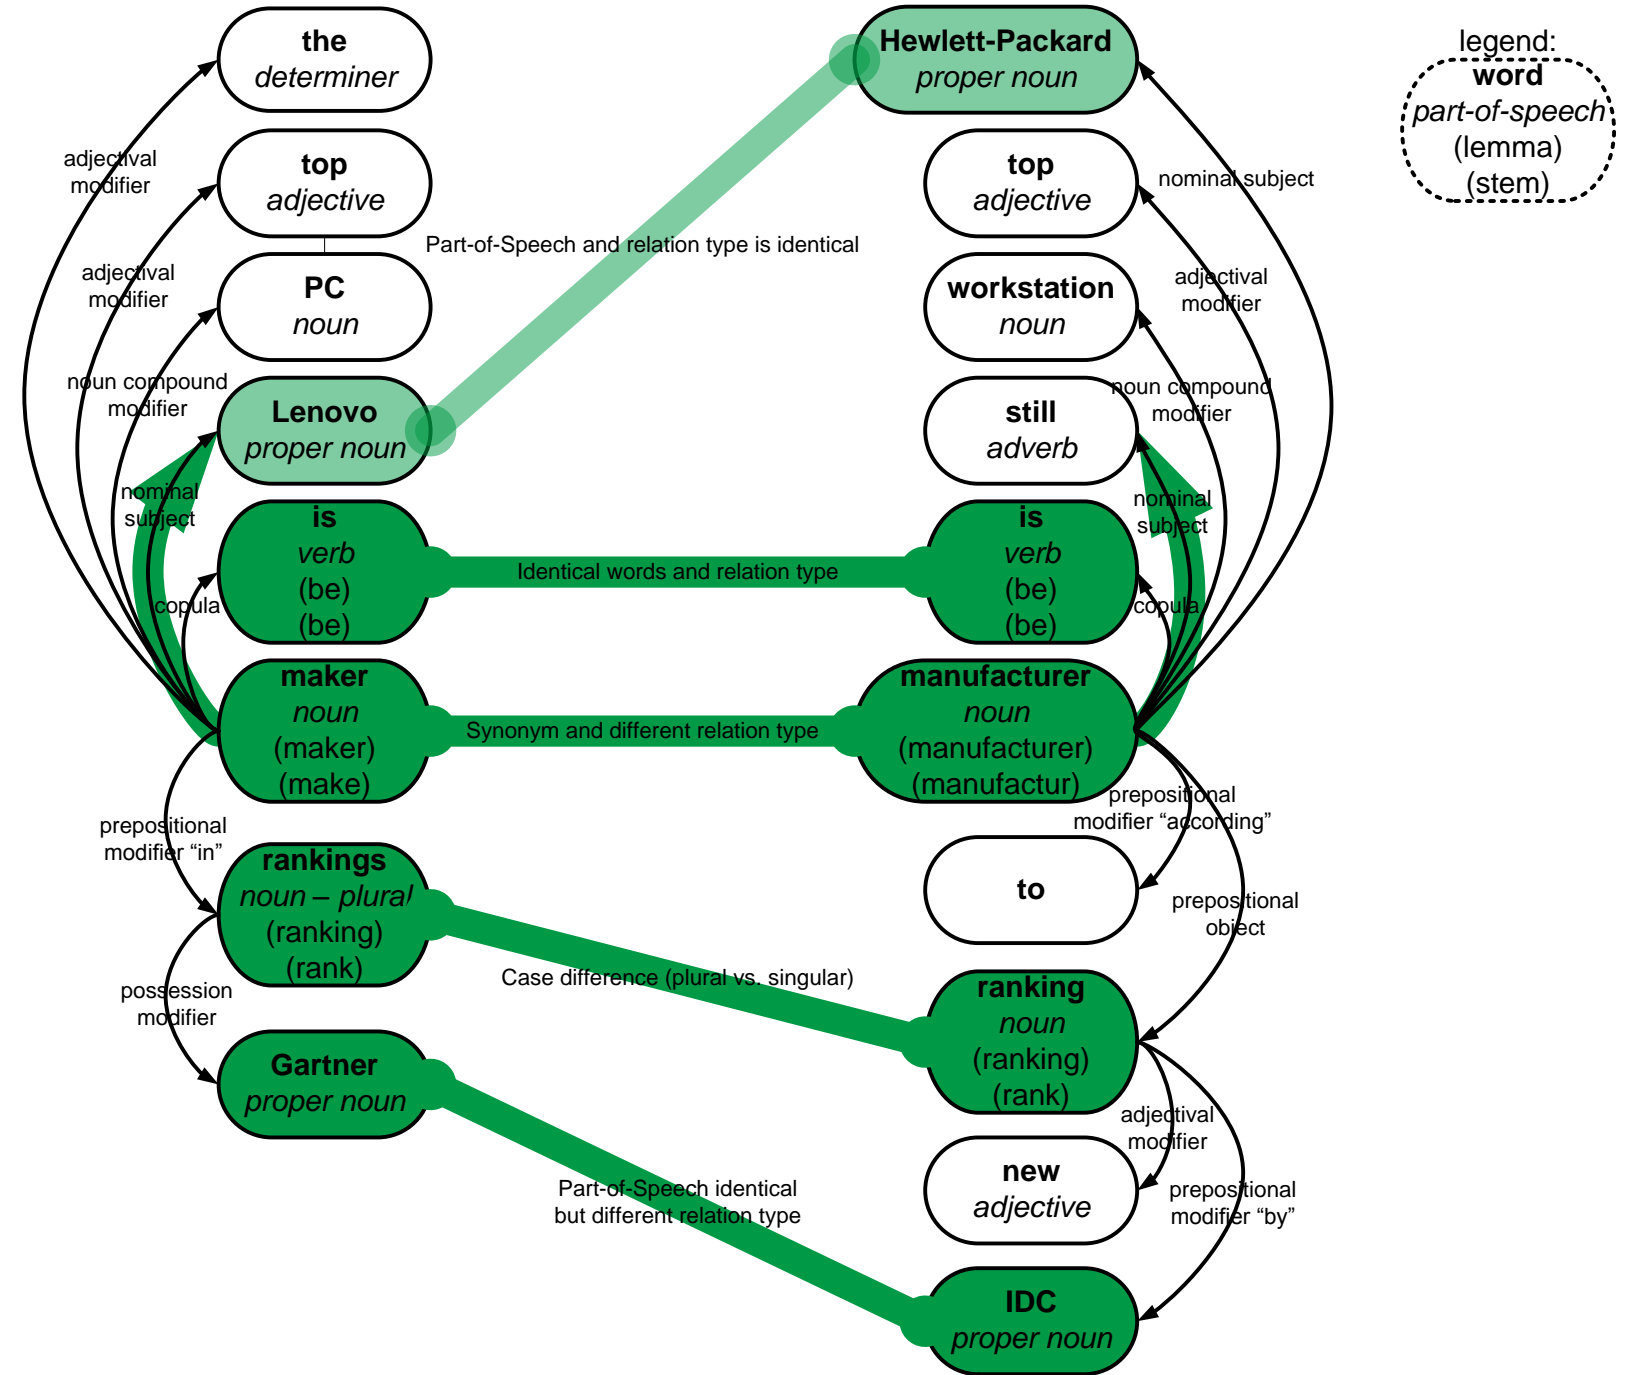 the
determiner
Hewlett-Packard
proper noun
legend:
word
part-of-speech
(lemma)
(stem)
adjectival
modifier
top
adjective
top
adjective
nominal subject
Part-of-Speech and relation type is identical
adjectival
modifier
PC
noun
workstation
noun
adjectival
modifier
noun compound
modifier
Lenovo
proper noun
still
adverb
noun compound
modifier
nominal
subject
nominal
subject
is
verb
(be)
(be)
Identical words and relation type
is
verb
(be)
(be)
copula
copula
maker
noun
(maker)
(make)
Synonym and different relation type
manufacturer
noun
(manufacturer)
(manufactur)
prepositional
modifier “in”
prepositional
modifier “according”
rankings
noun – plural
(ranking)
(rank)
to
prepositional
object
possession
modifier
Case difference (plural vs. singular)
ranking
noun
(ranking)
(rank)
Gartner
proper noun
adjectival
modifier
Part-of-Speech identical
but different relation type
new
adjective
prepositional
modifier “by”
IDC
proper noun